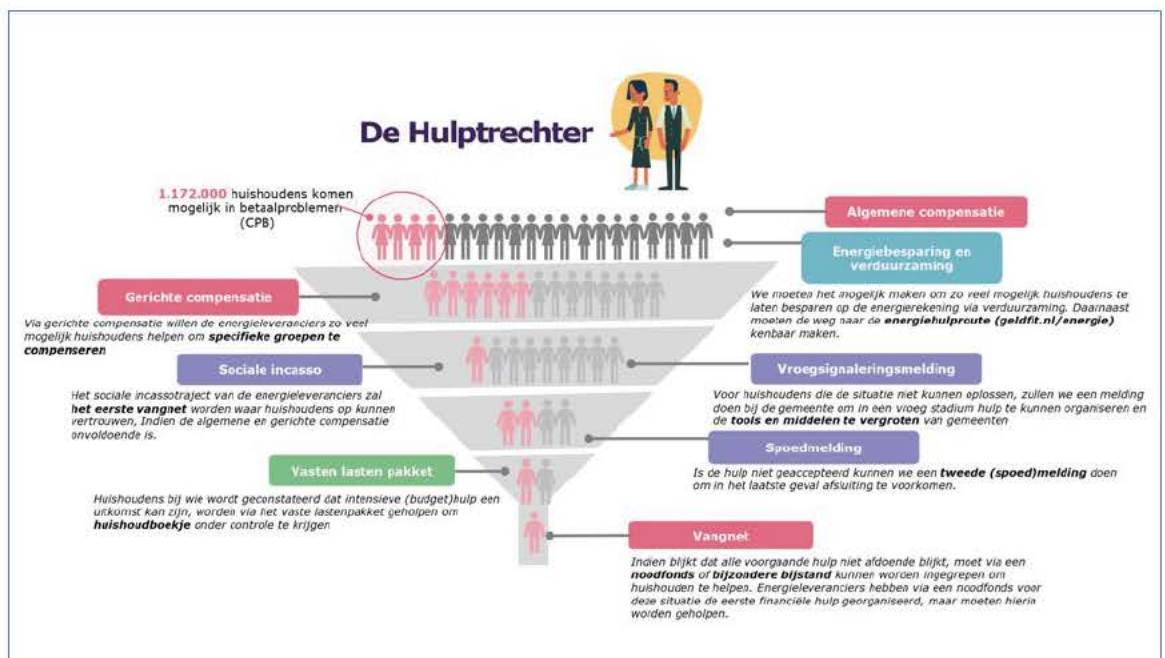 De Hulptrechter
1.172.000 huishoudens komen
mogelijk in betaalproblemen
(CPB)
Algemene compensatie
Energiebesparing en
verduurzaming
We moeten het mogelijk maken om zo veel mogelijk huishoudens te
laten besparen op de energierekening via verduurzaming. Daarnaast
moeten de weg naar de energiehulproute (geldfit.nl/energie)
kenbaar maken.
Gerichte compensatie
Via gerichte compensatie willen de energieleveranciers zo veel
mogelijk huishoudens helpen om specifieke groepen te
compenseren
Sociale incasso
Het sociale incassotraject van de energieleveranciers zal
het eerste vangnet worden waar huishoudens op kunnen
vertrouwen, Indien de algemene en gerichte compensatie
onvoldoende is.
Vroegsignaleringsmelding
Voor huishoudens die de situatie niet kunnen oplossen, zullen we een melding
doen bij de gemeente om in een vroeg stadium hulp te kunnen organiseren en
de tools en middelen te vergroten van gemeenten
Spoedmelding
Is de hulp niet geaccepteerd kunnen we een tweede (spoed)melding doen
om in het laatste geval afsluiting te voorkomen.
Vasten lasten pakket
Huishoudens bij wie wordt geconstateerd dat intensieve (budget)hulp een
uitkomst kan zijn, worden via het vaste lastenpakket geholpen om
huishoudboekje onder controle te krijgen
Vangnet
Indien blijkt dat alle voorgaande hulp niet afdoende blijkt, moet via een
noodfonds of bijzondere bijstand kunnen worden ingegrepen om
huishouden te helpen. Energieleveranciers hebben via een noodfonds voor
deze situatie de eerste financiële hulp georganiseerd, maar moeten hierin
worden geholpen.